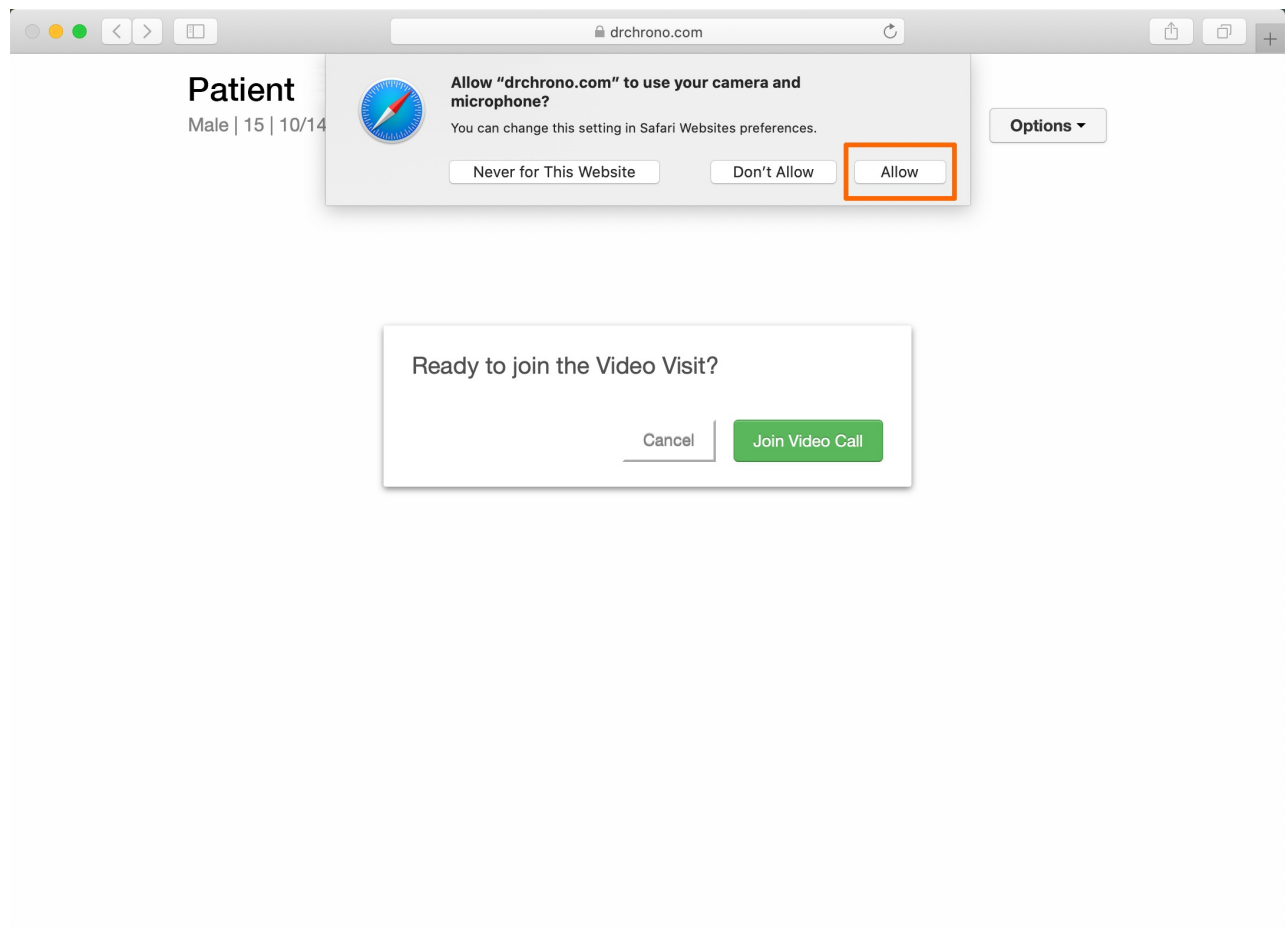 drchrono.com
Patient
Male | 15 | 10/14
Allow “drchrono.com” to use your camera and
microphone?
You can change this setting in Safari Websites preferences.
Never for This Website
Don’t Allow
Allow
Options
Ready to join the Video Visit?
Cancel
Join Video Call